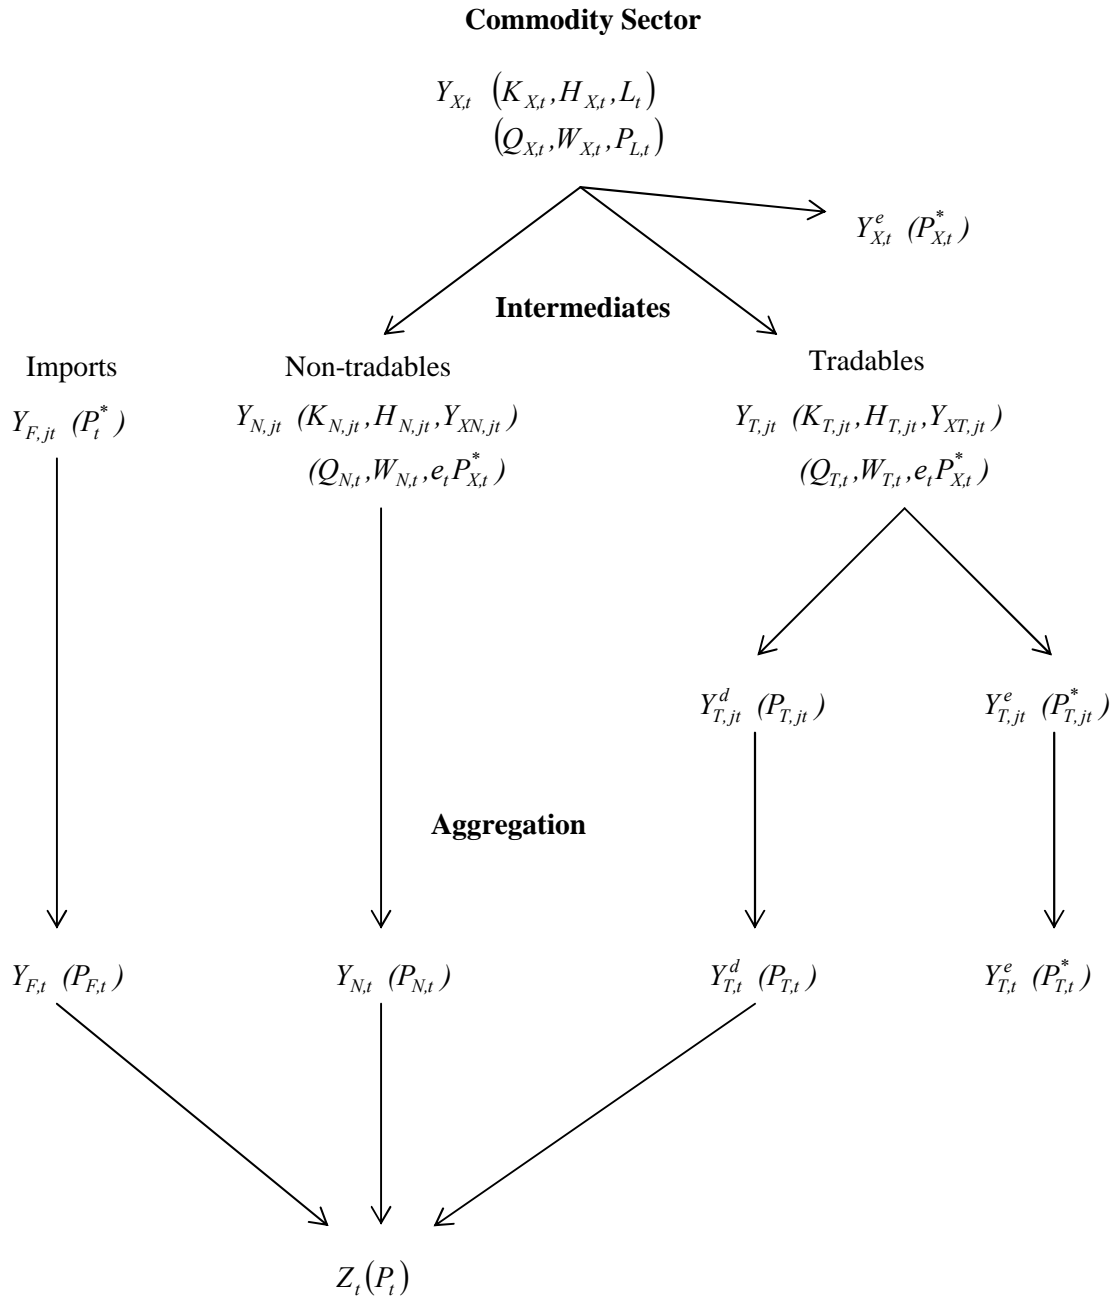 Commodity Sector
Y_{X,t} (K_{X,t}, H_{X,t}, L_t)
(Q_{X,t}, W_{X,t}, P_{L,t})
Y^e_{X,t} (P^*_{X,t})
Intermediates
Imports
Non-tradables
Tradables
Y_{F,jt} (P^*_t)
Y_{N,jt} (K_{N,jt}, H_{N,jt}, Y_{XN,jt})
Y_{T,jt} (K_{T,jt}, H_{T,jt}, Y_{XT,jt})
(Q_{N,t}, W_{N,t}, e_t P^*_{X,t})
(Q_{T,t}, W_{T,t}, e_t P^*_{X,t})
Y^d_{T,jt} (P_{T,jt})
Y^e_{T,jt} (P^*_{T,jt})
Aggregation
Y_{F,t} (P_{F,t})
Y_{N,t} (P_{N,t})
Y^d_{T,t} (P_{T,t})
Y^e_{T,t} (P^*_{T,t})
Z_t(P_t)